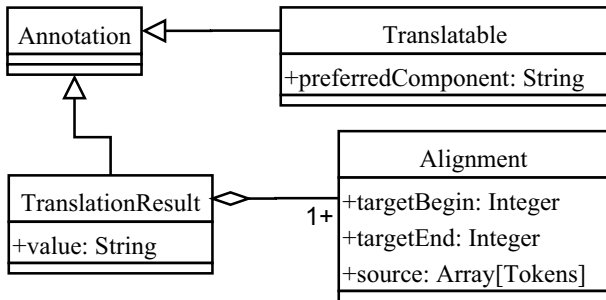 Annotation
Translatable
+preferredComponent: String
TranslationResult
+value: String
1+
Alignment
+targetBegin: Integer
+targetEnd: Integer
+source: Array[Tokens]